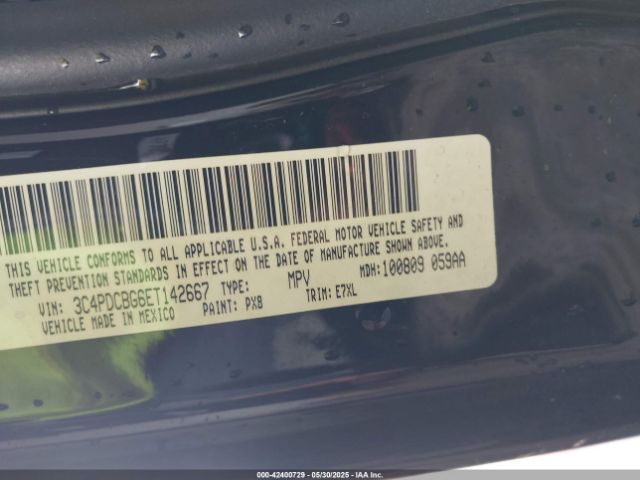 THIS VEHICLE CONFORMS TO ALL APPLICABLE U.S.A. FEDERAL MOTOR VEHICLE SAFETY AND
THEFT PREVENTION STANDARDS IN EFFECT ON THE DATE OF MANUFACTURE SHOWN ABOVE.
VIN: 3C4PDCBG6ET142667 TYPE: MPV MDH: 100809 059AA
VEHICLE MADE IN MEXICO PAINT: PX8 TRIM: E7XL
000-42400729 - 05/30/2025 - IAAI.COM